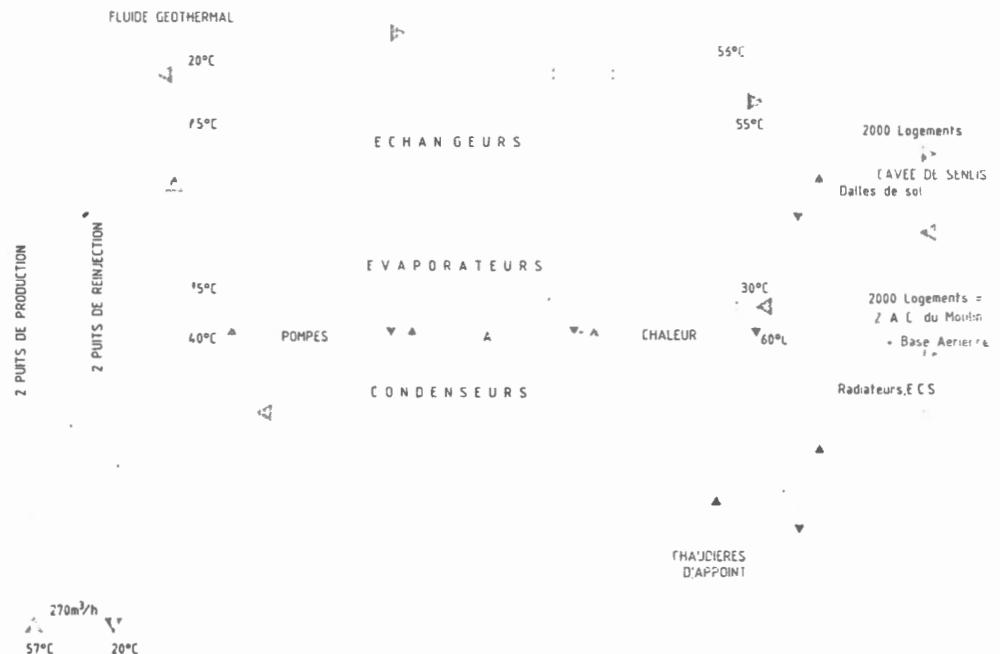 FLUIDE GEOTHERMAL
20°C
56°C
55°C
ECHANGEURS
2000 Logements
CAVEE DE SENLIS
Dalles de sol
2 PUITS DE PRODUCTION
2 PUITS DE REINJECTION
EVAPORATEURS
30°C
2000 Logements =
Z A C du Moulin
+ Base Aerienne
40°C
POMPES
A
CHALEUR
60°C
CONDENSEURS
Radiateurs,ECS
CHAUDIERES
D'APPOINT
270m³/h
57°C
20°C